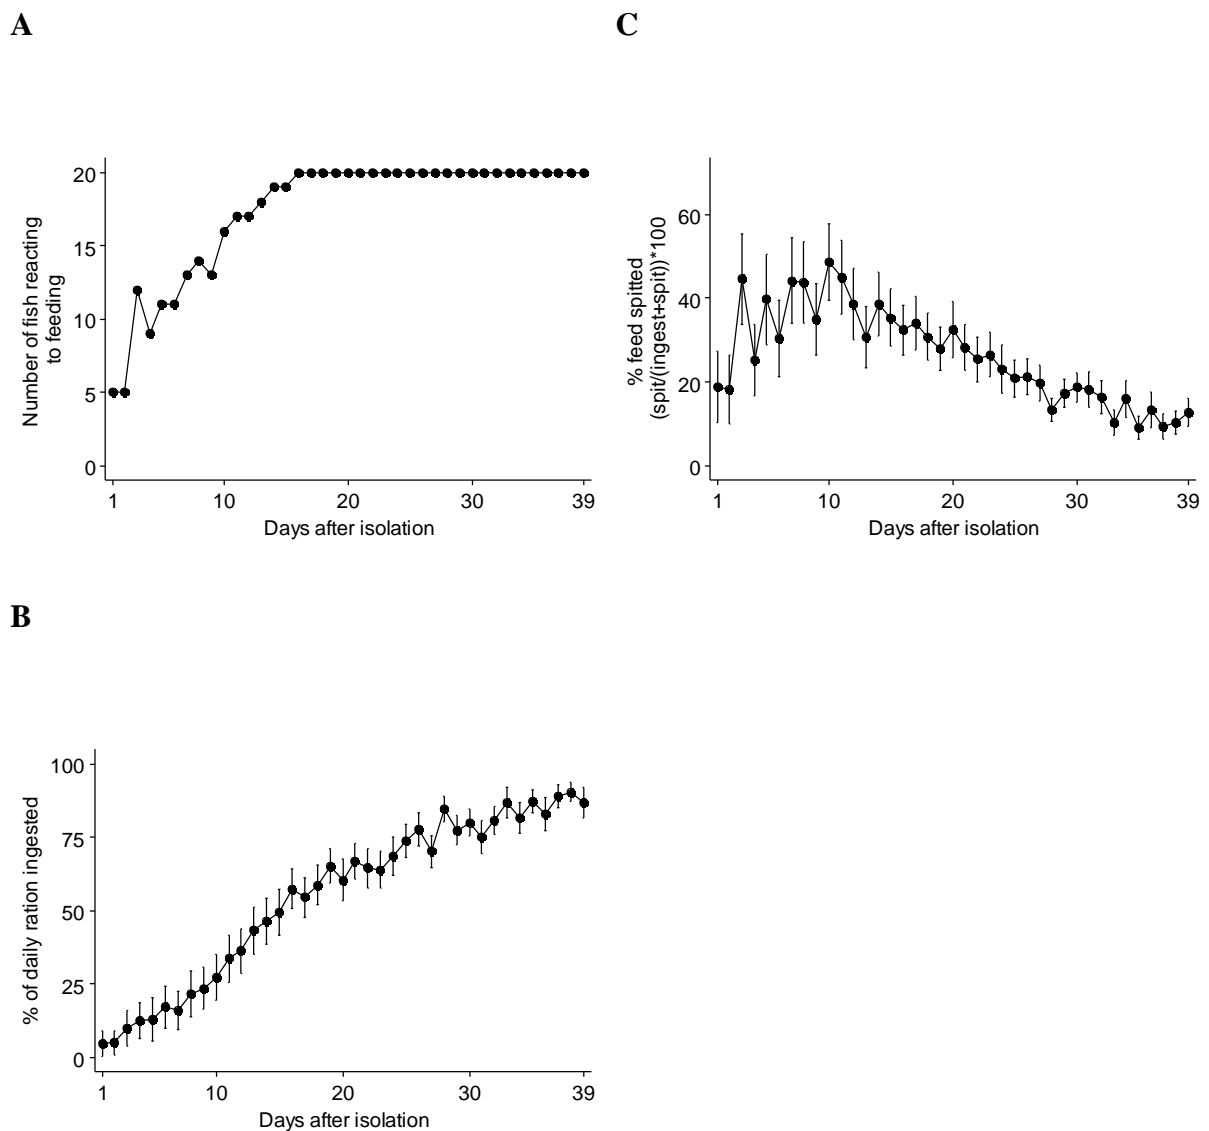 A
Number of fish reacting
to feeding
20
15
10
5
0
1 10 20 30 39
Days after isolation
C
% feed spitted
(spit/(ingest+spit))*100
60
40
20
0
1 10 20 30 39
Days after isolation
B
% of daily ration ingested
100
75
50
25
0
1 10 20 30 39
Days after isolation